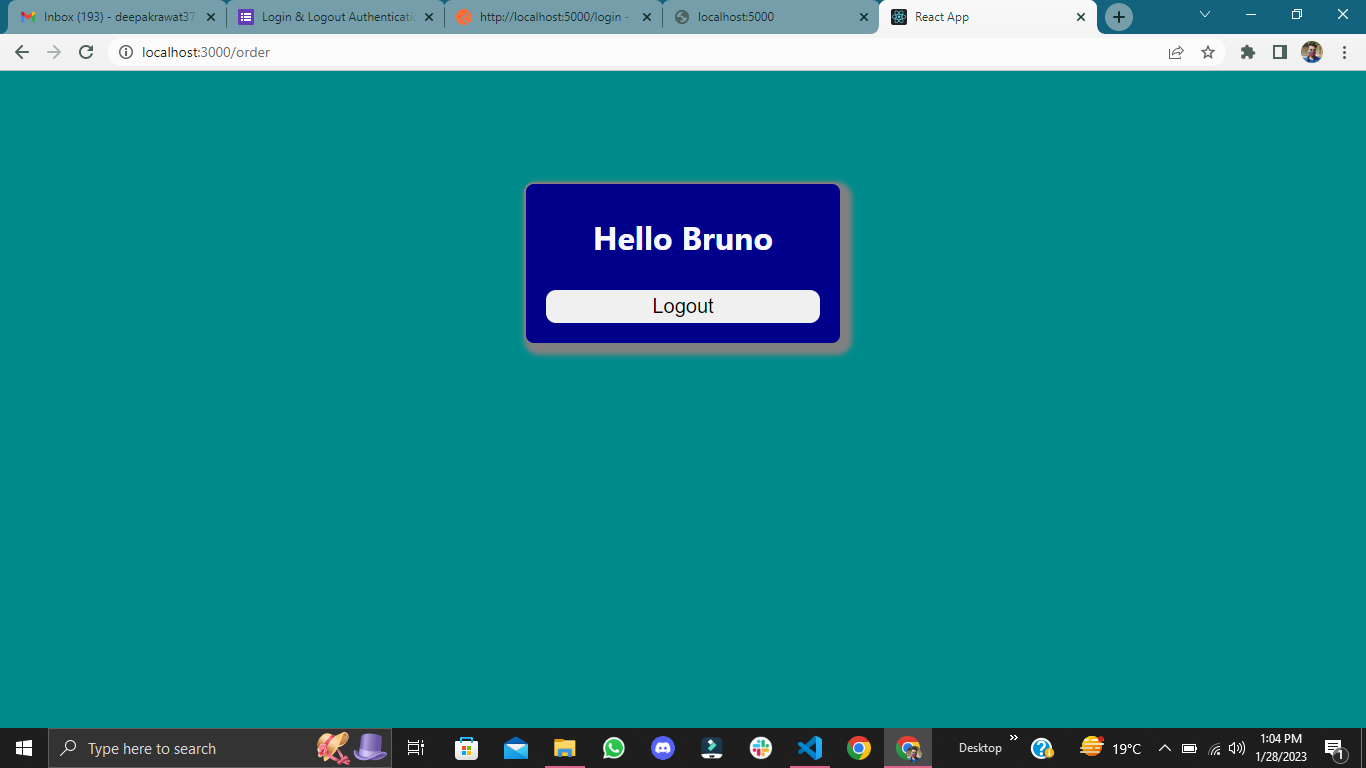 Inbox (193) - deepakrawat37
Login & Logout Authenticati
http://localhost:5000/login -
localhost:5000
React App
localhost:3000/order
Hello Bruno
Logout
Type here to search
Desktop
19°C
1:04 PM
1/28/2023
1